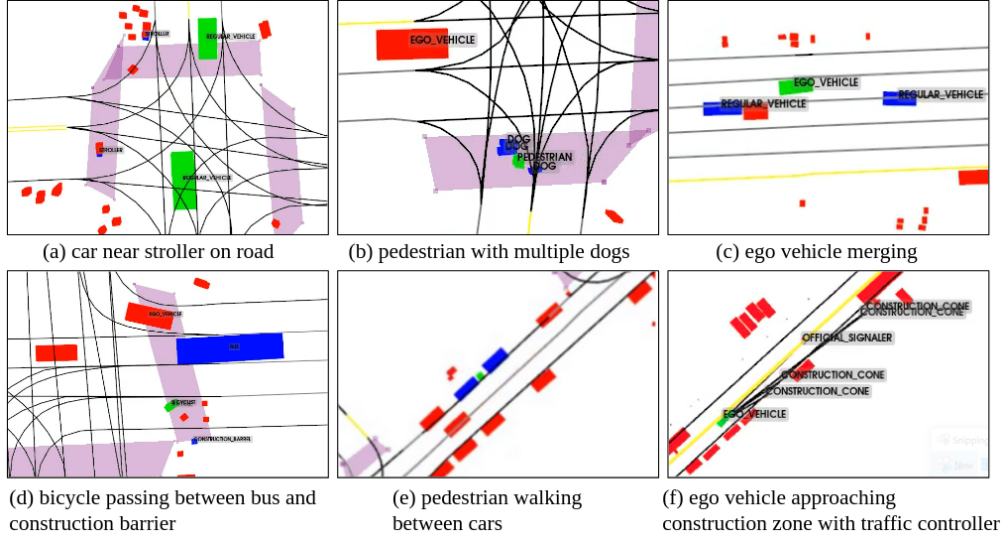 STROLLER
REGULAR_VEHICLE
STROLLER
REGULAR_VEHICLE
EGO_VEHICLE
DOG
DOG
PEDESTRIAN
DOG
EGO_VEHICLE
REGULAR_VEHICLE
REGULAR_VEHICLE
(a) car near stroller on road
(b) pedestrian with multiple dogs
(c) ego vehicle merging
EGO_VEHICLE
BUS
BICYCLIST
CONSTRUCTION_BARREL
CONSTRUCTION_CONE
CONSTRUCTION_CONE
OFFICIAL_SIGNALER
CONSTRUCTION_CONE
CONSTRUCTION_CONE
EGO_VEHICLE
Snipping
New
(d) bicycle passing between bus and
construction barrier
(e) pedestrian walking
between cars
(f) ego vehicle approaching
construction zone with traffic controller